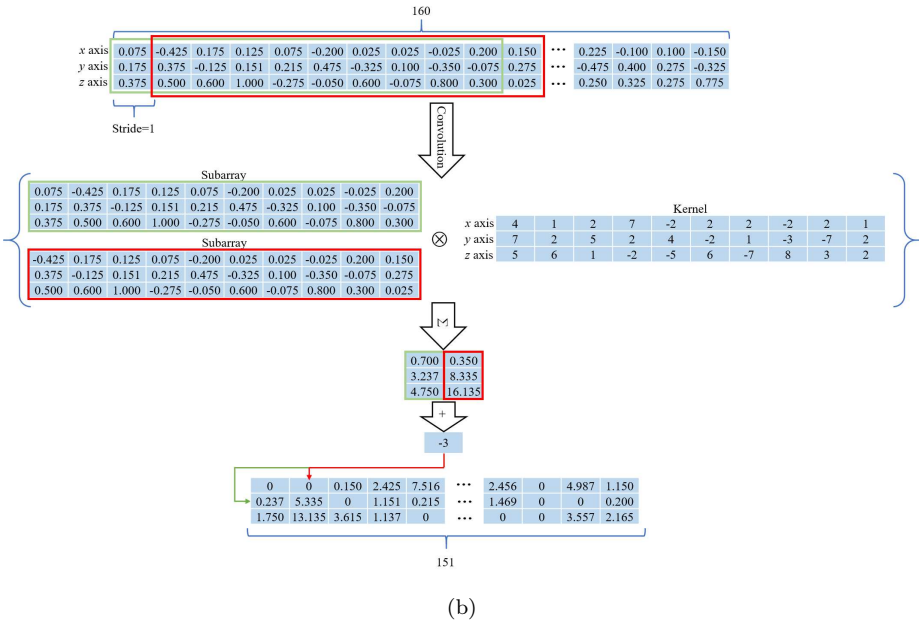 160
x axis 0.075 -0.425 0.175 0.125 0.075 -0.200 0.025 0.025 -0.025 0.200 0.150 ··· 0.225 -0.100 0.100 -0.150
y axis 0.175 0.375 -0.125 0.151 0.215 0.475 -0.325 0.100 -0.350 -0.075 0.275 ··· -0.475 0.400 0.275 -0.325
z axis 0.375 0.500 0.600 1.000 -0.275 -0.050 0.600 -0.075 0.800 0.300 0.025 ··· 0.250 0.325 0.275 0.775
Stride=1
Convolution
Subarray
0.075 -0.425 0.175 0.125 0.075 -0.200 0.025 0.025 -0.025 0.200
0.175 0.375 -0.125 0.151 0.215 0.475 -0.325 0.100 -0.350 -0.075
0.375 0.500 0.600 1.000 -0.275 -0.050 0.600 -0.075 0.800 0.300
Subarray
-0.425 0.175 0.125 0.075 -0.200 0.025 0.025 -0.025 0.200 0.150
0.375 -0.125 0.151 0.215 0.475 -0.325 0.100 -0.350 -0.075 0.275
0.500 0.600 1.000 -0.275 -0.050 0.600 -0.075 0.800 0.300 0.025
⊗
Kernel
x axis 4 1 2 7 -2 2 2 -2 2 1
y axis 7 2 5 2 4 -2 1 -3 -7 2
z axis 5 6 1 -2 -5 6 -7 8 3 2
Σ
0.700 0.350
3.237 8.335
4.750 16.135
+
-3
0 0 0.150 2.425 7.516 ··· 2.456 0 4.987 1.150
0.237 5.335 0 1.151 0.215 ··· 1.469 0 0 0.200
1.750 13.135 3.615 1.137 0 ··· 0 0 3.557 2.165
151
(b)